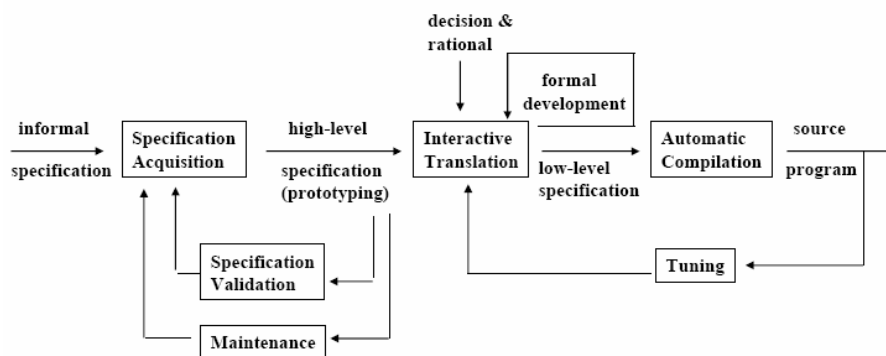 decision &
rational
formal
development
informal
specification
Specification
Acquisition
high-level
specification
(prototyping)
Interactive
Translation
low-level
specification
Automatic
Compilation
source
program
Specification
Validation
Tuning
Maintenance